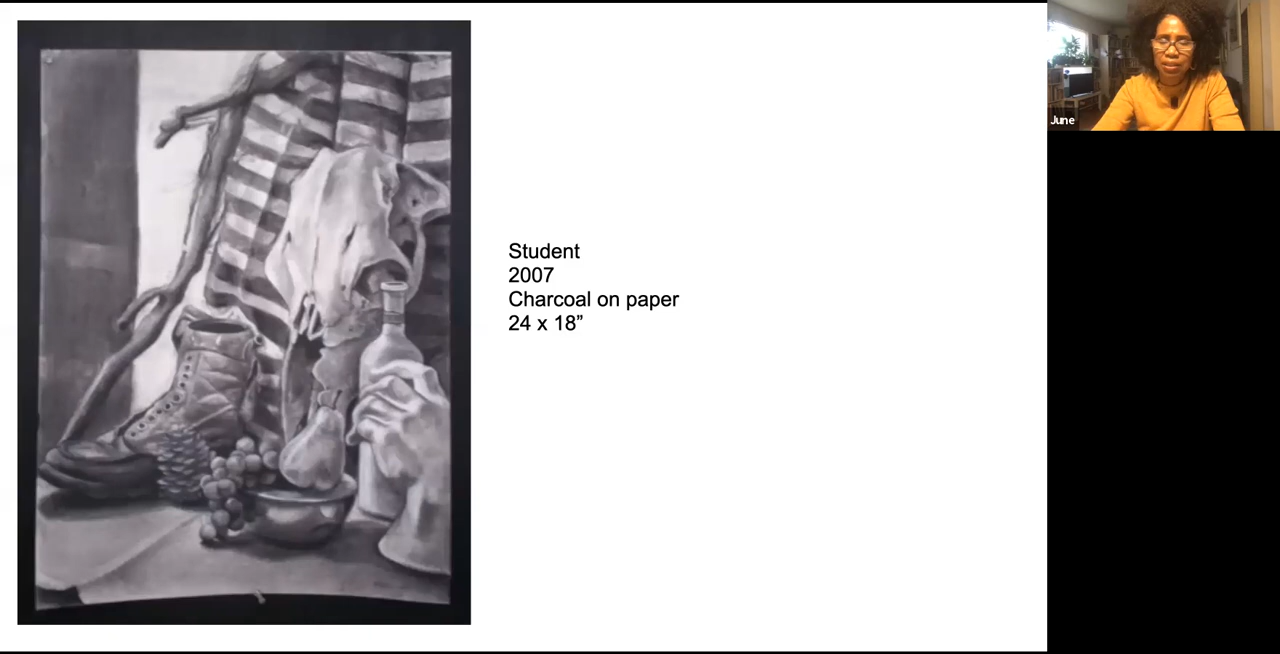 Student
2007
Charcoal on paper
24 x 18”
June